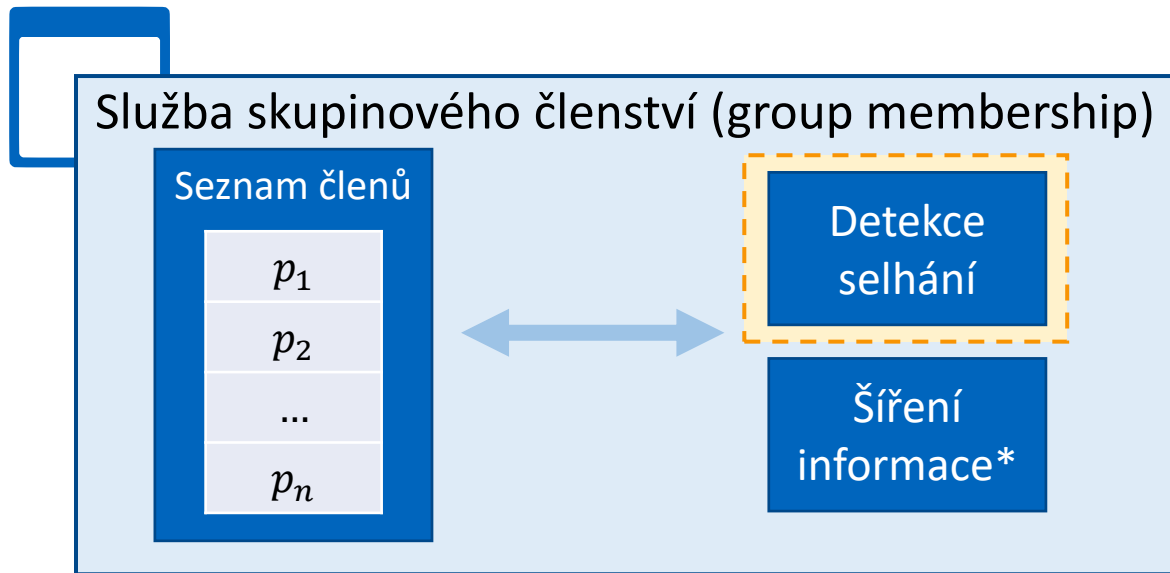 Služba skupinového členství (group membership)
Seznam členů
p₁
p₂
...
pₙ
Detekce
selhání
Šíření
informace*